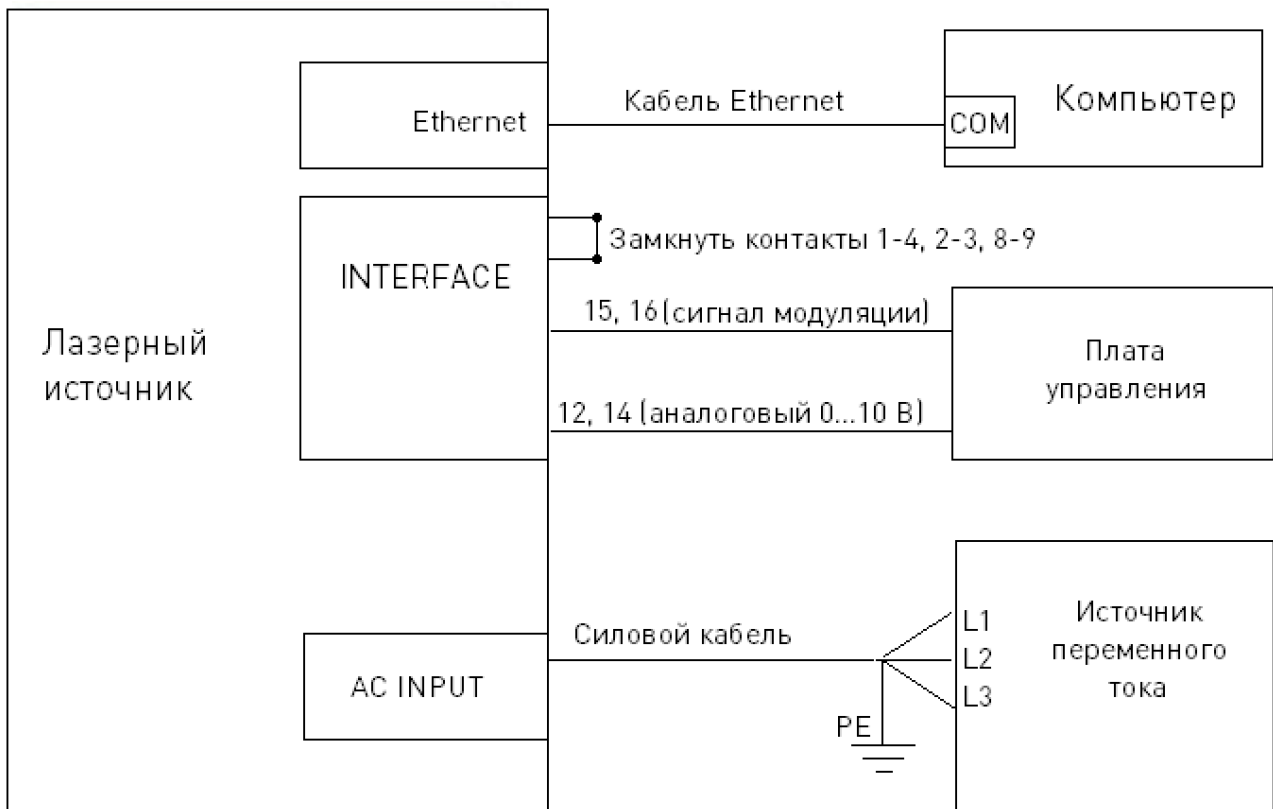 Ethernet
Кабель Ethernet
COM
Компьютер
INTERFACE
Замкнуть контакты 1-4, 2-3, 8-9
15, 16 (сигнал модуляции)
12, 14 (аналоговый 0...10 В)
Плата
управления
Лазерный
источник
AC INPUT
Силовой кабель
PE
L1
L2
L3
Источник
переменного
тока